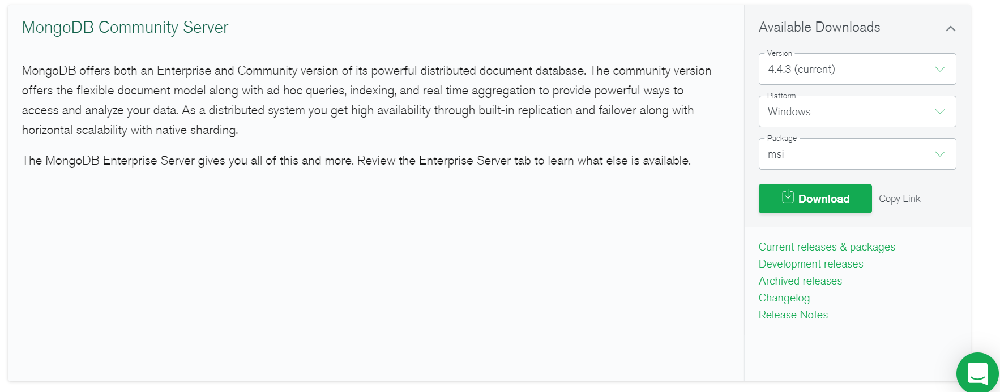 MongoDB Community Server
MongoDB offers both an Enterprise and Community version of its powerful distributed document database. The community version
offers the flexible document model along with ad hoc queries, indexing, and real time aggregation to provide powerful ways to
access and analyze your data. As a distributed system you get high availability through built-in replication and failover along with
horizontal scalability with native sharding.
The MongoDB Enterprise Server gives you all of this and more. Review the Enterprise Server tab to learn what else is available.
Available Downloads
Version
4.4.3 (current)
Platform
Windows
Package
msi
Download
Copy Link
Current releases & packages
Development releases
Archived releases
Changelog
Release Notes